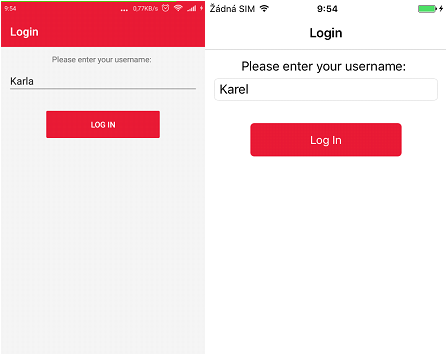 9:54 ... 0,77KB/s
Login
Please enter your username:
Karla
LOG IN
Žádná SIM 9:54
Login
Please enter your username:
Karel
Log In